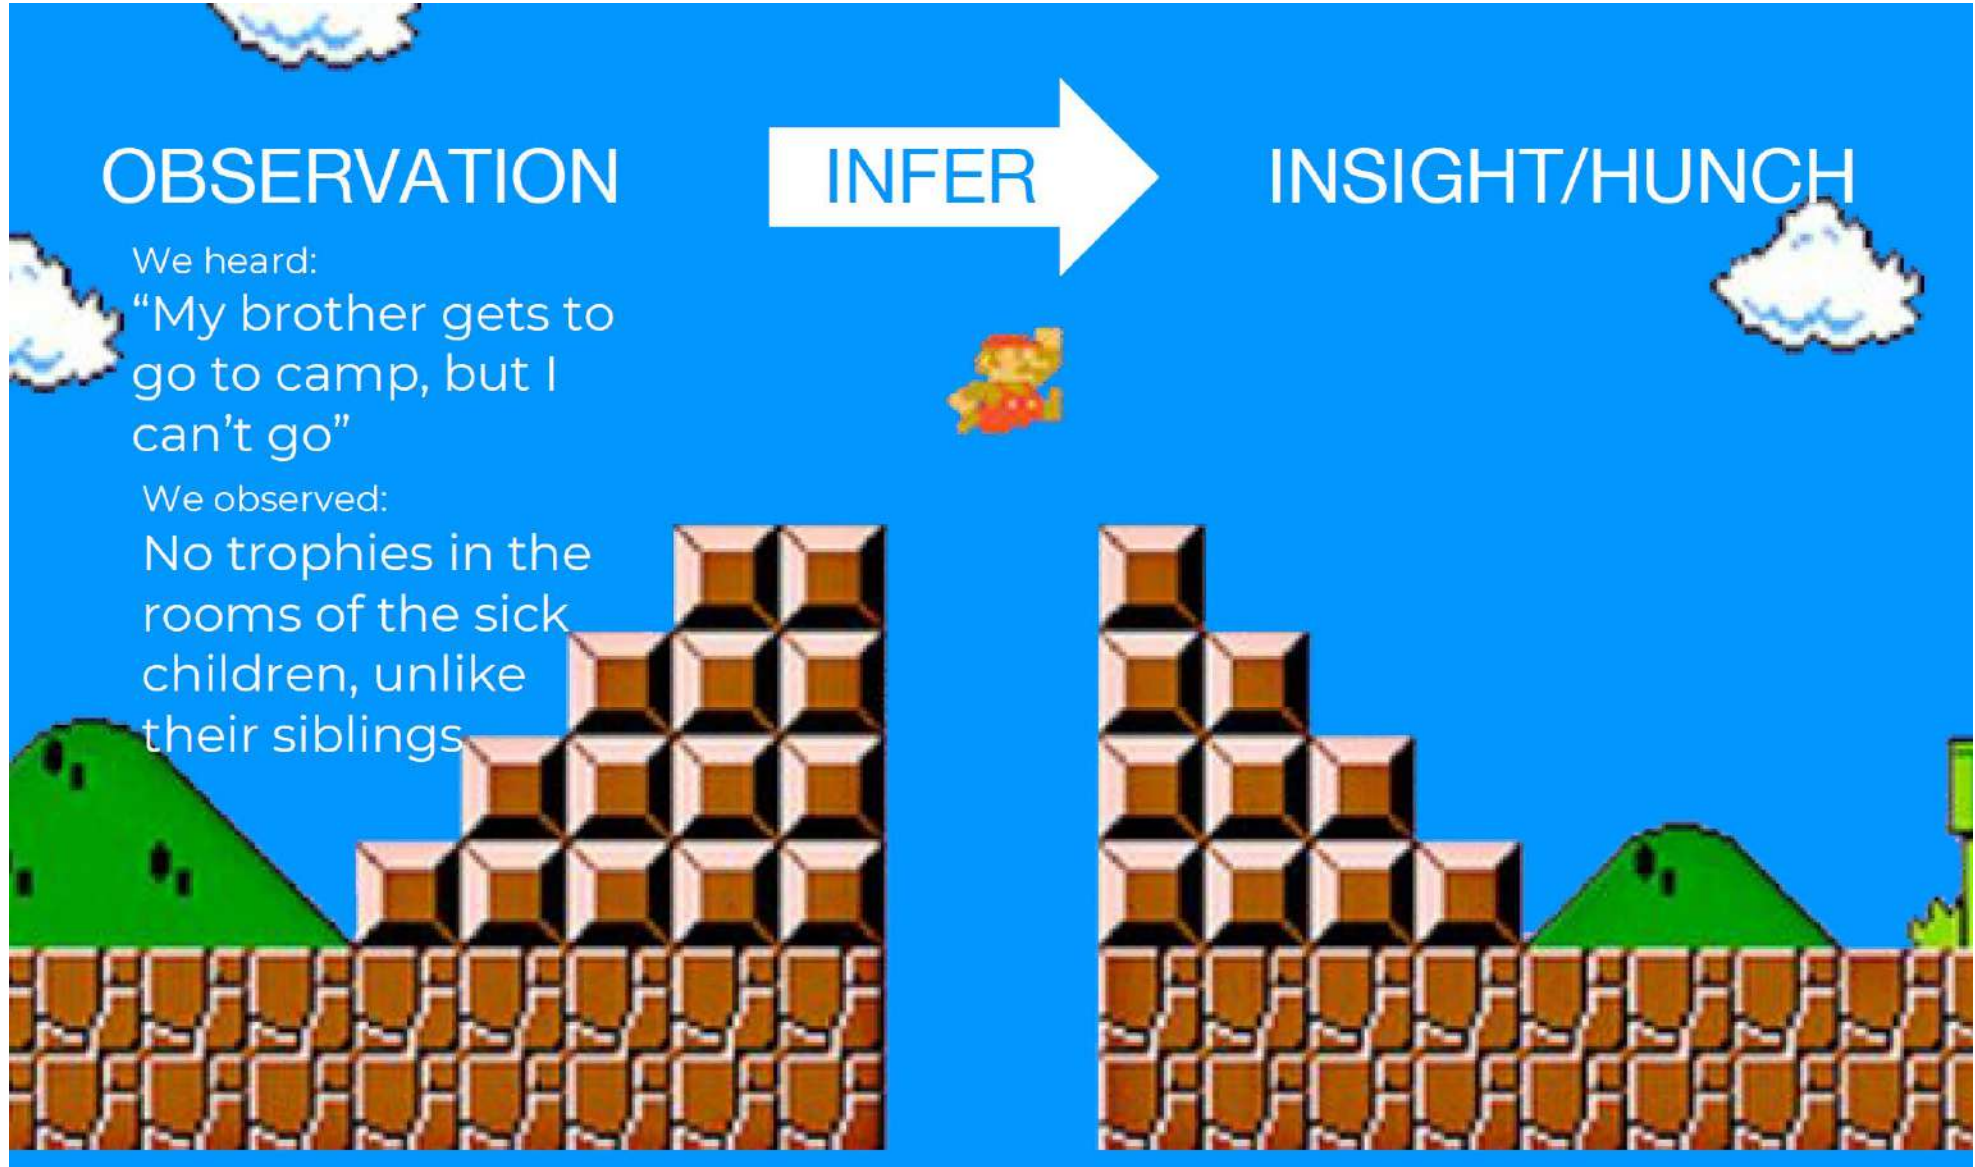 OBSERVATION
INFER
INSIGHT/HUNCH
We heard:
“My brother gets to
go to camp, but I
can’t go”
We observed:
No trophies in the
rooms of the sick
children, unlike
their siblings